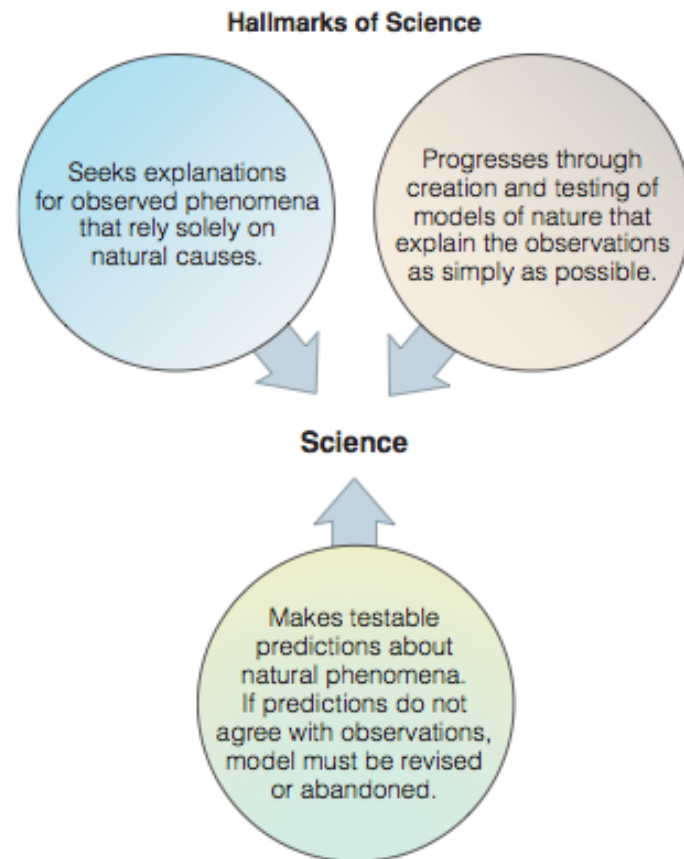 Hallmarks of Science
Seeks explanations
for observed phenomena
that rely solely on
natural causes.
Progresses through
creation and testing of
models of nature that
explain the observations
as simply as possible.
Science
Makes testable
predictions about
natural phenomena.
If predictions do not
agree with observations,
model must be revised
or abandoned.